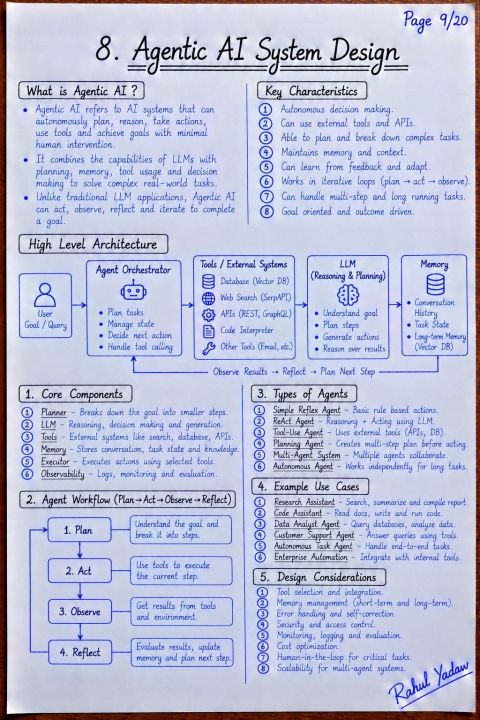 Page 9/20
8. Agentic AI System Design
What is Agentic AI ?
• Agentic AI refers to AI systems that can
autonomously plan, reason, take actions,
use tools and achieve goals with minimal
human intervention.
• It combines the capabilities of LLMs with
planning, memory, tool usage and decision
making to solve complex real-world tasks.
• Unlike traditional LLM applications, Agentic AI
can act, observe, reflect and iterate to complete
a goal.
Key Characteristics
1 Autonomous decision making.
2 Can use external tools and APIs.
3 Able to plan and break down complex tasks.
4 Maintains memory and context.
5 Can learn from feedback and adapt.
6 Works in iterative loops (plan → act → observe).
7 Can handle multi-step and long running tasks.
8 Goal oriented and outcome driven.
High Level Architecture
User
Goal / Query
Agent Orchestrator
• Plan tasks
• Manage state
• Decide next action
• Handle tool calling
Tools / External Systems
Database (Vector DB)
Web Search (SerpAPI)
APIs (REST, GraphQL)
Code Interpreter
Other Tools (Email, etc.)
LLM
(Reasoning & Planning)
• Understand goal
• Plan steps
• Generate actions
• Reason over results
Memory
• Conversation
History
• Task State
• Long-term Memory
(Vector DB)
Observe Results → Reflect → Plan Next Step
1. Core Components
1 Planner – Breaks down the goal into smaller steps.
2 LLM – Reasoning, decision making and generation.
3 Tools – External systems like search, database, APIs.
4 Memory – Stores conversation, task state and knowledge.
5 Executor – Executes actions using selected tools.
6 Observability – Logs, monitoring and evaluation.
2. Agent Workflow (Plan→Act→Observe→Reflect)
1. Plan
Understand the goal and
break it into steps.
2. Act
Use tools to execute
the current step.
3. Observe
Get results from tools
and environment.
4. Reflect
Evaluate results, update
memory and plan next step.
3. Types of Agents
1 Simple Reflex Agent – Basic rule based actions.
2 ReAct Agent – Reasoning + Acting using LLM.
3 Tool-Use Agent – Uses external tools (APIs, DB).
4 Planning Agent – Creates multi-step plan before acting.
5 Multi-Agent System – Multiple agents collaborate.
6 Autonomous Agent – Works independently for long tasks.
4. Example Use Cases
1 Research Assistant – Search, summarize and compile report.
2 Code Assistant – Read docs, write and run code.
3 Data Analyst Agent – Query databases, analyze data.
4 Customer Support Agent – Answer queries using tools.
5 Autonomous Task Agent – Handle end-to-end tasks.
6 Enterprise Automation – Integrate with internal tools.
5. Design Considerations
1 Tool selection and integration.
2 Memory management (short-term and long-term).
3 Error handling and self-correction.
4 Security and access control.
5 Monitoring, logging and evaluation.
6 Cost optimization.
7 Human-in-the-loop for critical tasks.
8 Scalability for multi-agent systems.
Rahul Yadav